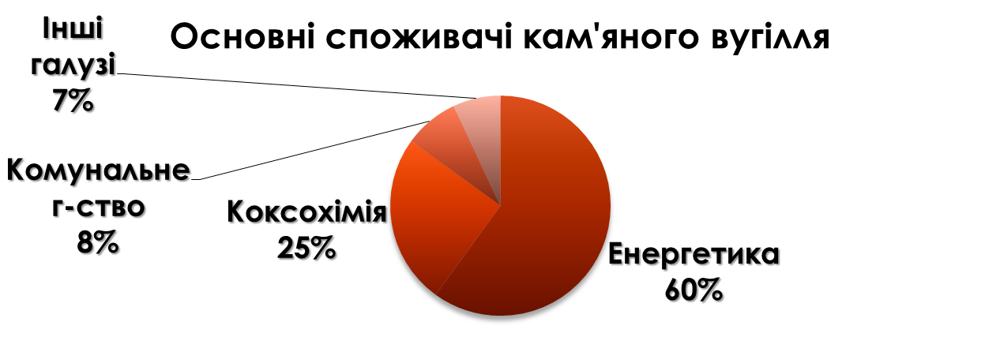 Основні споживачі кам'яного вугілля
Інші
галузі
7%
Комунальне
г-ство
8%
Коксохімія
25%
Енергетика
60%